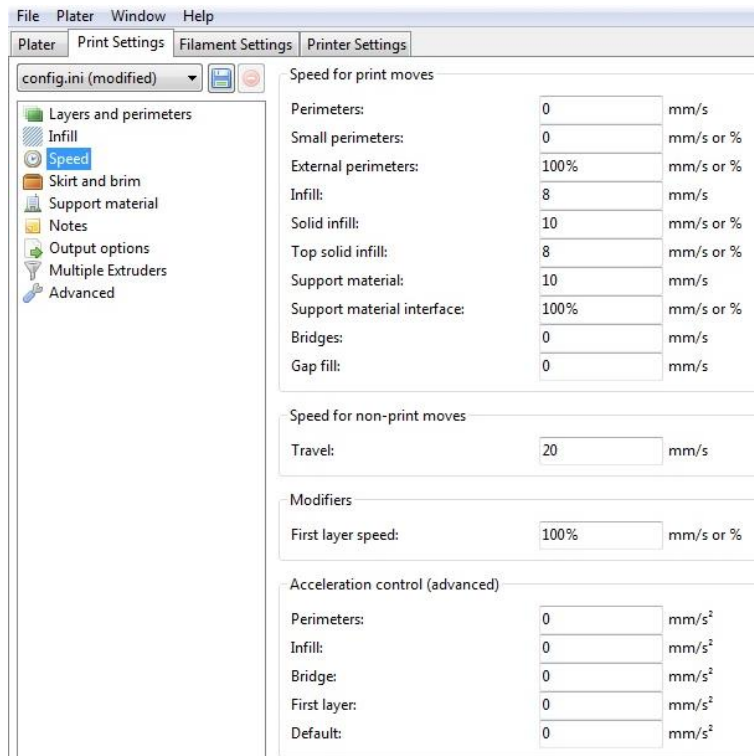 File Plater Window Help
Plater Print Settings Filament Settings Printer Settings
config.ini (modified)
Layers and perimeters
Infill
Speed
Skirt and brim
Support material
Notes
Output options
Multiple Extruders
Advanced
Speed for print moves
Perimeters: 0 mm/s
Small perimeters: 0 mm/s or %
External perimeters: 100% mm/s or %
Infill: 8 mm/s
Solid infill: 10 mm/s or %
Top solid infill: 8 mm/s or %
Support material: 10 mm/s
Support material interface: 100% mm/s or %
Bridges: 0 mm/s
Gap fill: 0 mm/s
Speed for non-print moves
Travel: 20 mm/s
Modifiers
First layer speed: 100% mm/s or %
Acceleration control (advanced)
Perimeters: 0 mm/s²
Infill: 0 mm/s²
Bridge: 0 mm/s²
First layer: 0 mm/s²
Default: 0 mm/s²